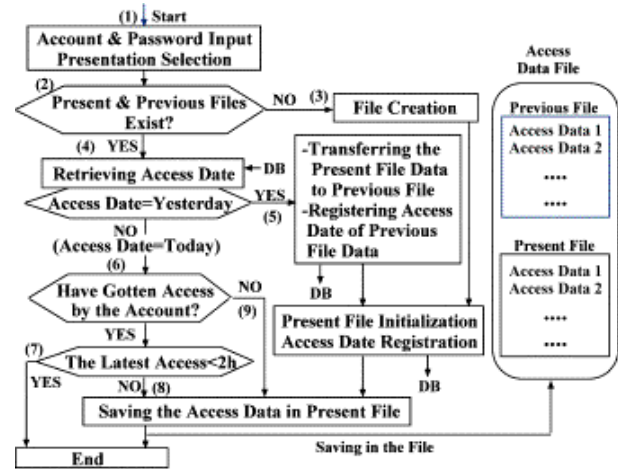 (1) Start
Account & Password Input
Presentation Selection
(2)
Present & Previous Files
Exist?
NO (3)
File Creation
(4) YES
Retrieving Access Date
DB
Access Date=Yesterday
YES
(5)
-Transferring the
Present File Data
to Previous File
-Registering Access
Date of Previous
File Data
DB
NO
(Access Date=Today)
(6)
Have Gotten Access
by the Account?
NO
(9)
Present File Initialization
Access Date Registration
DB
YES
(7)
The Latest Access<2h
YES
NO (8)
Saving the Access Data in Present File
Saving in the File
End
Access
Data File
Previous File
Access Data 1
Access Data 2
....
....
Present File
Access Data 1
Access Data 2
....
....